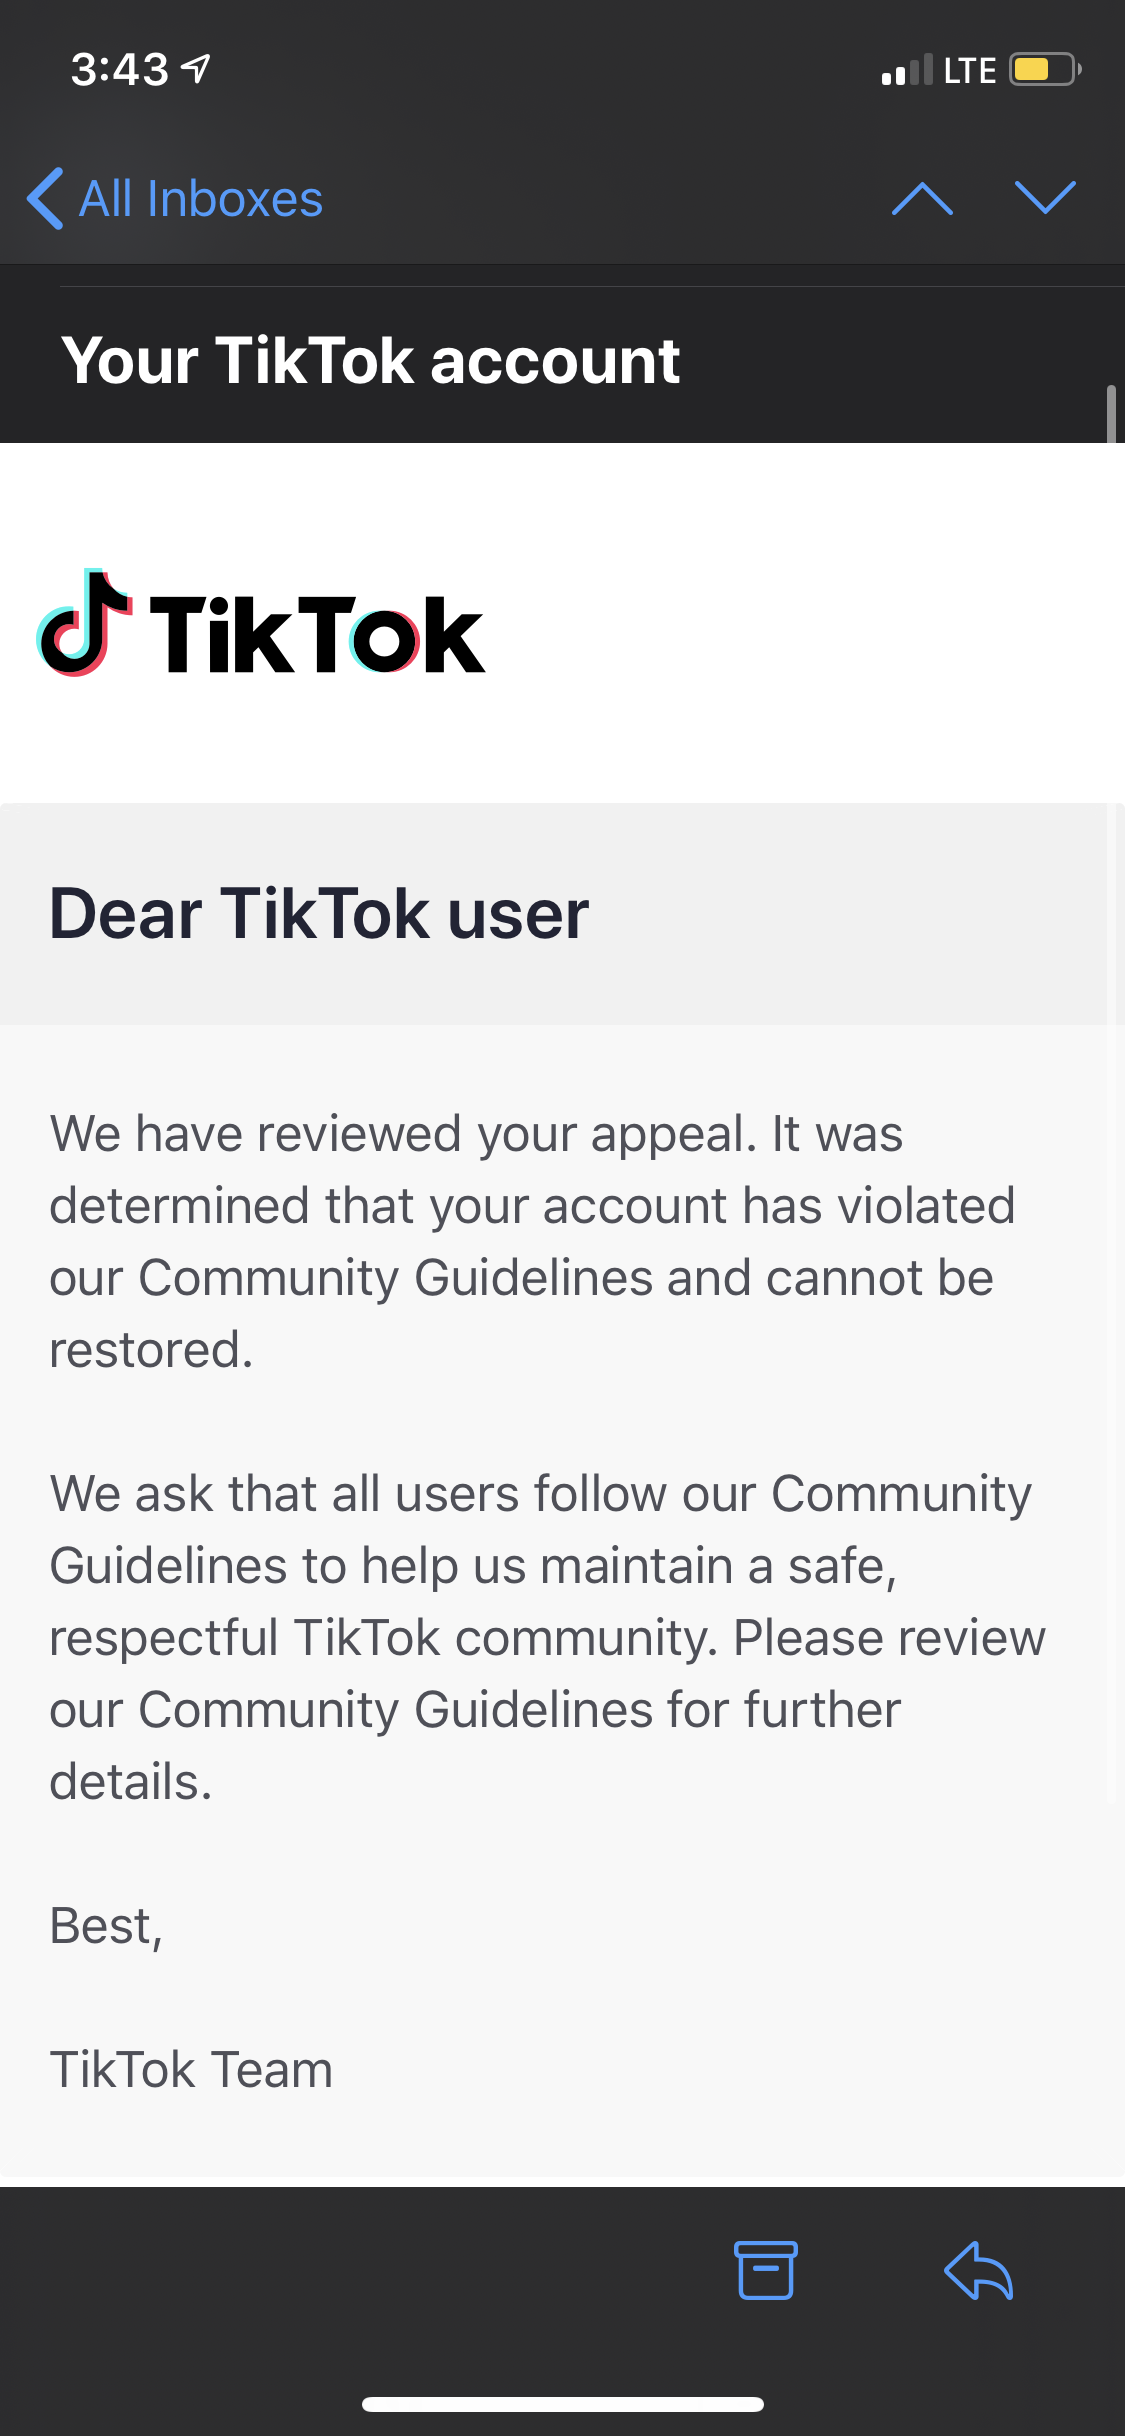 3:43
LTE
All Inboxes
Your TikTok account
TikTok
Dear TikTok user
We have reviewed your appeal. It was
determined that your account has violated
our Community Guidelines and cannot be
restored.
We ask that all users follow our Community
Guidelines to help us maintain a safe,
respectful TikTok community. Please review
our Community Guidelines for further
details.
Best,
TikTok Team